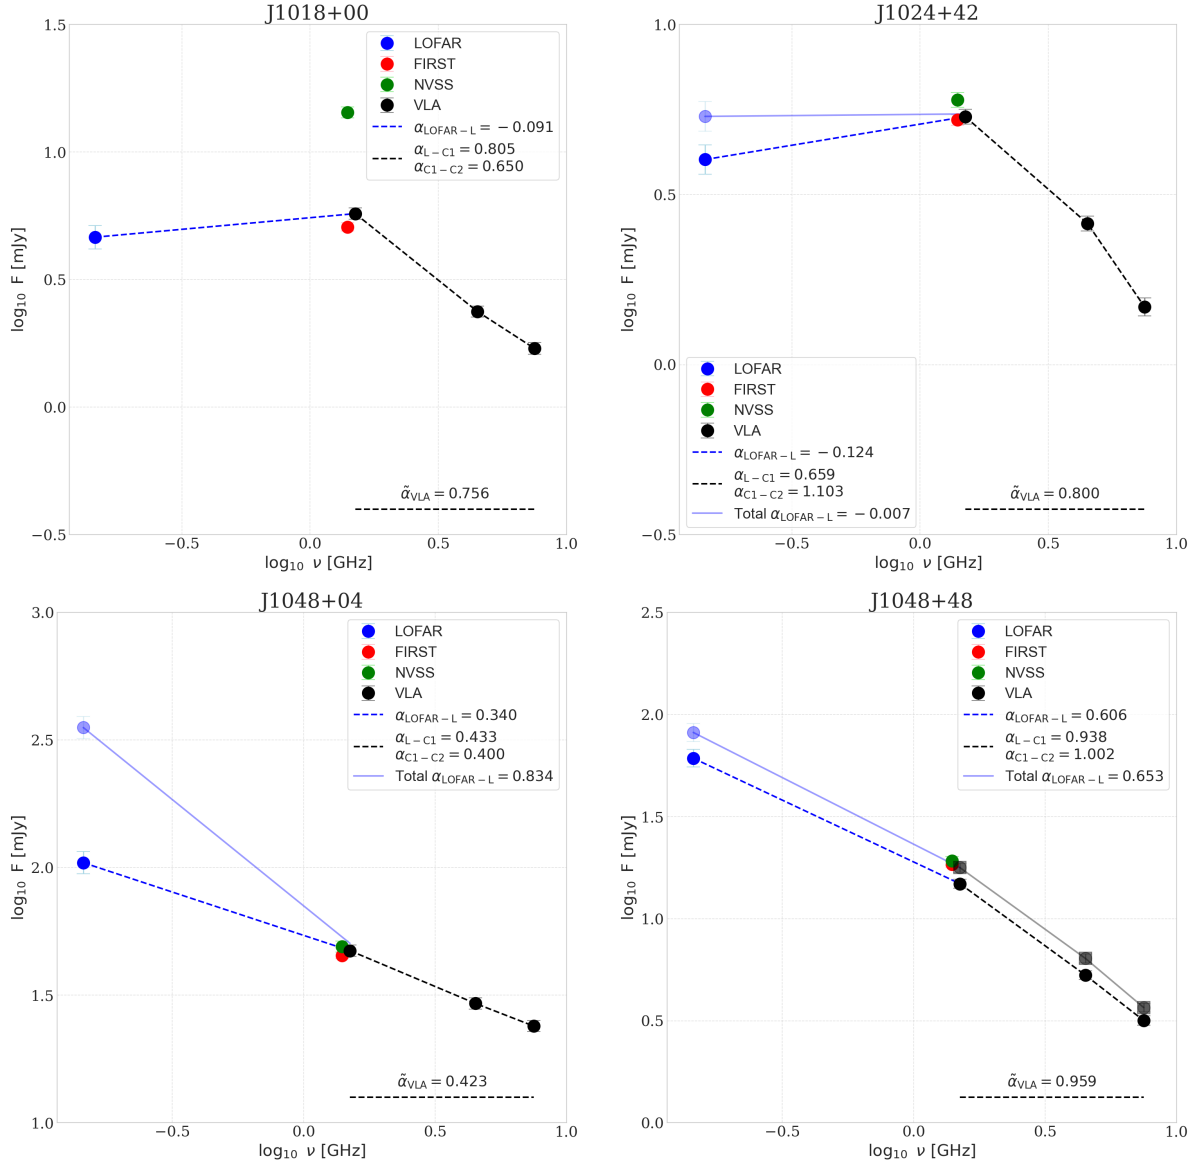 J1018+00
1.5
1.0
0.5
0.0
−0.5
log₁₀ F [mJy]
LOFAR
FIRST
NVSS
VLA
α_LOFAR−L = −0.091
α_L−C1 = 0.805
α_C1−C2 = 0.650
α̃_VLA = 0.756
−0.5 0.0 0.5 1.0
log₁₀ ν [GHz]
J1024+42
1.0
0.5
0.0
−0.5
log₁₀ F [mJy]
LOFAR
FIRST
NVSS
VLA
α_LOFAR−L = −0.124
α_L−C1 = 0.659
α_C1−C2 = 1.103
Total α_LOFAR−L = −0.007
α̃_VLA = 0.800
−0.5 0.0 0.5 1.0
log₁₀ ν [GHz]
J1048+04
3.0
2.5
2.0
1.5
1.0
log₁₀ F [mJy]
LOFAR
FIRST
NVSS
VLA
α_LOFAR−L = 0.340
α_L−C1 = 0.433
α_C1−C2 = 0.400
Total α_LOFAR−L = 0.834
α̃_VLA = 0.423
−0.5 0.0 0.5 1.0
log₁₀ ν [GHz]
J1048+48
2.5
2.0
1.5
1.0
0.5
0.0
log₁₀ F [mJy]
LOFAR
FIRST
NVSS
VLA
α_LOFAR−L = 0.606
α_L−C1 = 0.938
α_C1−C2 = 1.002
Total α_LOFAR−L = 0.653
α̃_VLA = 0.959
−0.5 0.0 0.5 1.0
log₁₀ ν [GHz]